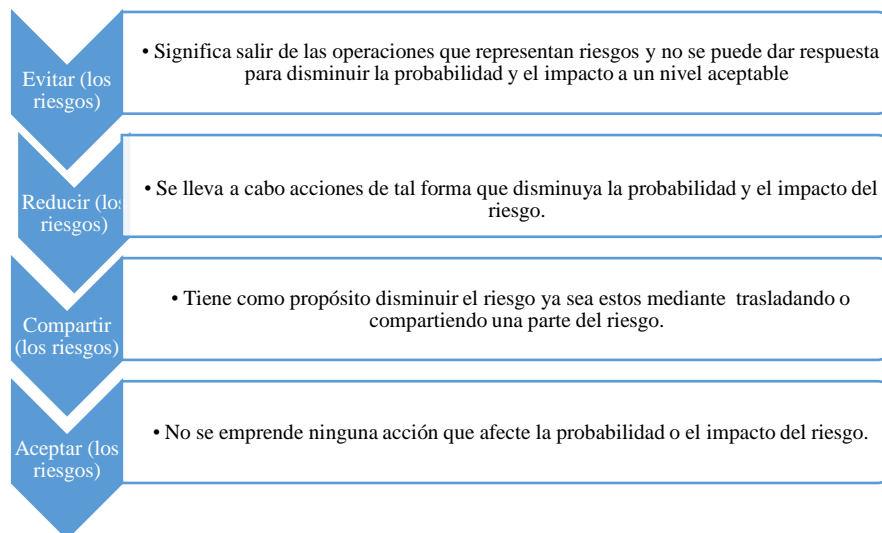 Evitar (los
riesgos)
• Significa salir de las operaciones que representan riesgos y no se puede dar respuesta
para disminuir la probabilidad y el impacto a un nivel aceptable
Reducir (los
riesgos)
• Se lleva a cabo acciones de tal forma que disminuya la probabilidad y el impacto del
riesgo.
Compartir
(los riesgos)
• Tiene como propósito disminuir el riesgo ya sea estos mediante trasladando o
compartiendo una parte del riesgo.
Aceptar (los
riesgos)
• No se emprende ninguna acción que afecte la probabilidad o el impacto del riesgo.